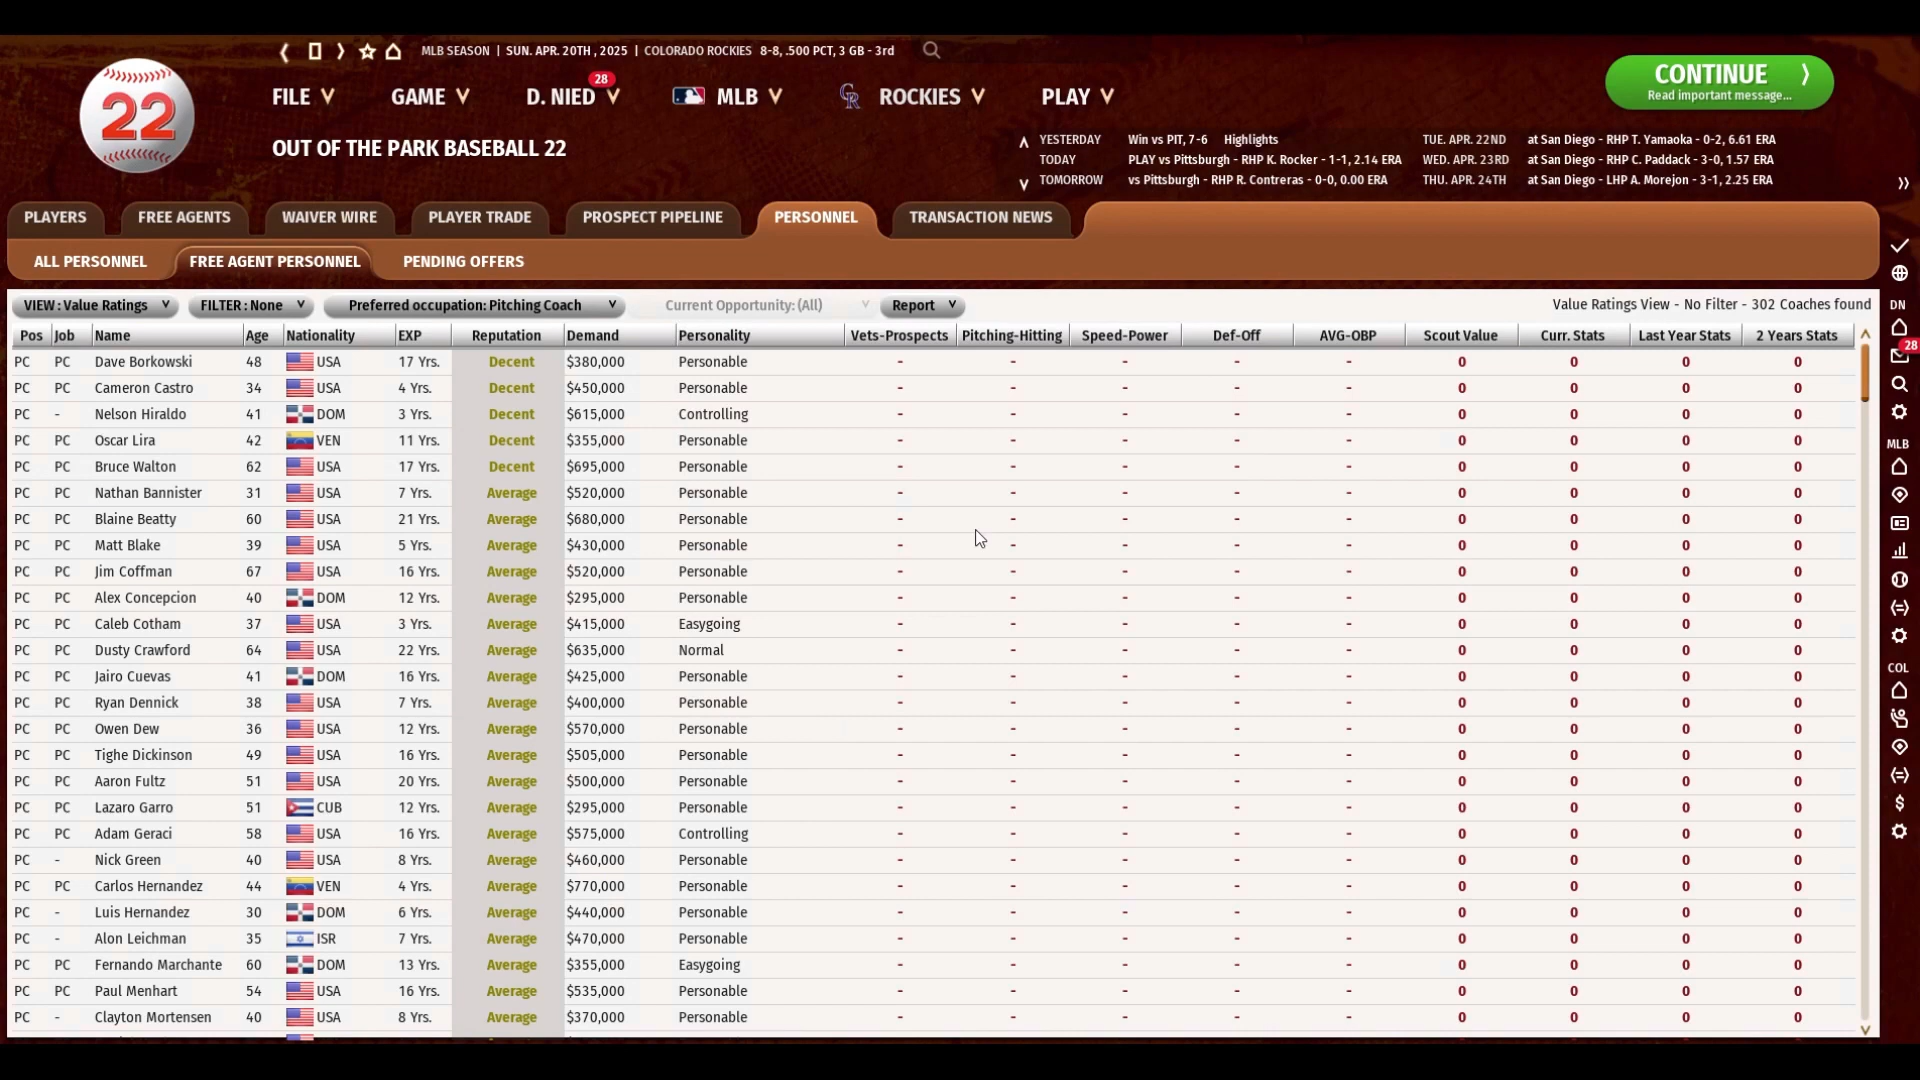 MLB SEASON | SUN. APR. 20TH , 2025 | COLORADO ROCKIES 8-8, .500 PCT, 3 GB - 3rd
22
FILE GAME D. NIED 28 MLB CR ROCKIES PLAY
CONTINUE
Read important message...
OUT OF THE PARK BASEBALL 22
YESTERDAY Win vs PIT, 7-6 Highlights TUE. APR. 22ND at San Diego - RHP T. Yamaoka - 0-2, 6.61 ERA
TODAY PLAY vs Pittsburgh - RHP K. Rocker - 1-1, 2.14 ERA WED. APR. 23RD at San Diego - RHP C. Paddack - 3-0, 1.57 ERA
TOMORROW vs Pittsburgh - RHP R. Contreras - 0-0, 0.00 ERA THU. APR. 24TH at San Diego - LHP A. Morejon - 3-1, 2.25 ERA
PLAYERS FREE AGENTS WAIVER WIRE PLAYER TRADE PROSPECT PIPELINE PERSONNEL TRANSACTION NEWS
ALL PERSONNEL FREE AGENT PERSONNEL PENDING OFFERS
VIEW : Value Ratings FILTER : None Preferred occupation: Pitching Coach Current Opportunity: (All) Report Value Ratings View - No Filter - 302 Coaches found
Pos Job Name Age Nationality EXP Reputation Demand Personality Vets-Prospects Pitching-Hitting Speed-Power Def-Off AVG-OBP Scout Value Curr. Stats Last Year Stats 2 Years Stats
PC PC Dave Borkowski 48 USA 17 Yrs. Decent $380,000 Personable - - - - - 0 0 0 0
PC PC Cameron Castro 34 USA 4 Yrs. Decent $450,000 Personable - - - - - 0 0 0 0
PC - Nelson Hiraldo 41 DOM 3 Yrs. Decent $615,000 Controlling - - - - - 0 0 0 0
PC PC Oscar Lira 42 VEN 11 Yrs. Decent $355,000 Personable - - - - - 0 0 0 0
PC PC Bruce Walton 62 USA 17 Yrs. Decent $695,000 Personable - - - - - 0 0 0 0
PC PC Nathan Bannister 31 USA 7 Yrs. Average $520,000 Personable - - - - - 0 0 0 0
PC PC Blaine Beatty 60 USA 21 Yrs. Average $680,000 Personable - - - - - 0 0 0 0
PC PC Matt Blake 39 USA 5 Yrs. Average $430,000 Personable - - - - - 0 0 0 0
PC PC Jim Coffman 67 USA 16 Yrs. Average $520,000 Personable - - - - - 0 0 0 0
PC PC Alex Concepcion 40 DOM 12 Yrs. Average $295,000 Personable - - - - - 0 0 0 0
PC PC Caleb Cotham 37 USA 3 Yrs. Average $415,000 Easygoing - - - - - 0 0 0 0
PC PC Dusty Crawford 64 USA 22 Yrs. Average $635,000 Normal - - - - - 0 0 0 0
PC PC Jairo Cuevas 41 DOM 16 Yrs. Average $425,000 Personable - - - - - 0 0 0 0
PC PC Ryan Dennick 38 USA 7 Yrs. Average $400,000 Personable - - - - - 0 0 0 0
PC PC Owen Dew 36 USA 12 Yrs. Average $570,000 Personable - - - - - 0 0 0 0
PC PC Tighe Dickinson 49 USA 16 Yrs. Average $505,000 Personable - - - - - 0 0 0 0
PC PC Aaron Fultz 51 USA 20 Yrs. Average $500,000 Personable - - - - - 0 0 0 0
PC PC Lazaro Garro 51 CUB 12 Yrs. Average $295,000 Personable - - - - - 0 0 0 0
PC PC Adam Geraci 58 USA 16 Yrs. Average $575,000 Controlling - - - - - 0 0 0 0
PC - Nick Green 40 USA 8 Yrs. Average $460,000 Personable - - - - - 0 0 0 0
PC PC Carlos Hernandez 44 VEN 4 Yrs. Average $770,000 Personable - - - - - 0 0 0 0
PC - Luis Hernandez 30 DOM 6 Yrs. Average $440,000 Personable - - - - - 0 0 0 0
PC - Alon Leichman 35 ISR 7 Yrs. Average $470,000 Personable - - - - - 0 0 0 0
PC PC Fernando Marchante 60 DOM 13 Yrs. Average $355,000 Easygoing - - - - - 0 0 0 0
PC PC Paul Menhart 54 USA 16 Yrs. Average $535,000 Personable - - - - - 0 0 0 0
PC - Clayton Mortensen 40 USA 8 Yrs. Average $370,000 Personable - - - - - 0 0 0 0
DN
28
MLB
COL
$